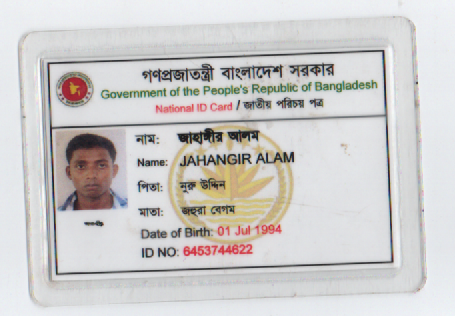 গণপ্রজাতন্ত্রী বাংলাদেশ সরকার
Government of the People's Republic of Bangladesh
National ID Card / জাতীয় পরিচয় পত্র
নাম: জাহাঙ্গীর আলম
Name: JAHANGIR ALAM
পিতা: নুরু উদ্দিন
মাতা: জহুরা বেগম
Date of Birth: 01 Jul 1994
ID NO: 6453744622